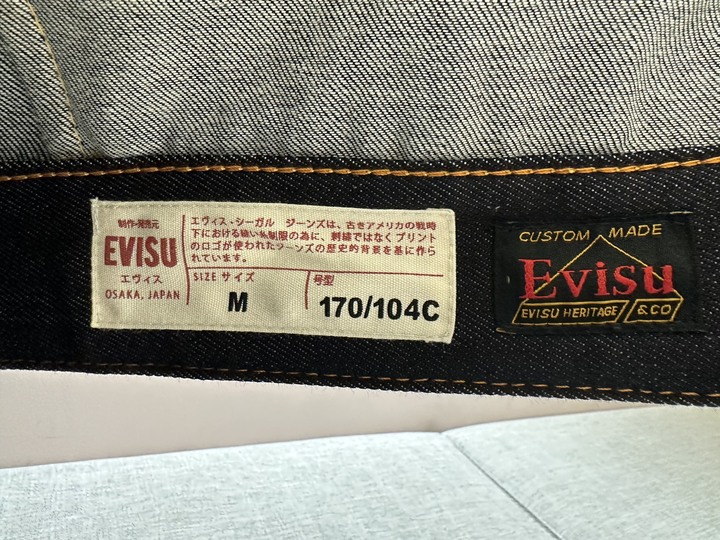 制作・発売元
EVISU
エヴィス
OSAKA, JAPAN
エヴィス・シーガル ジーンズは、古きアメリカの戦時
下における縫い糸制限の為に、刺繍ではなくプリント
のロゴが使われたジーンズの歴史的背景を基に作ら
れています。
SIZE サイズ
M
号型
170/104C
CUSTOM MADE
Evisu
EVISU HERITAGE & CO